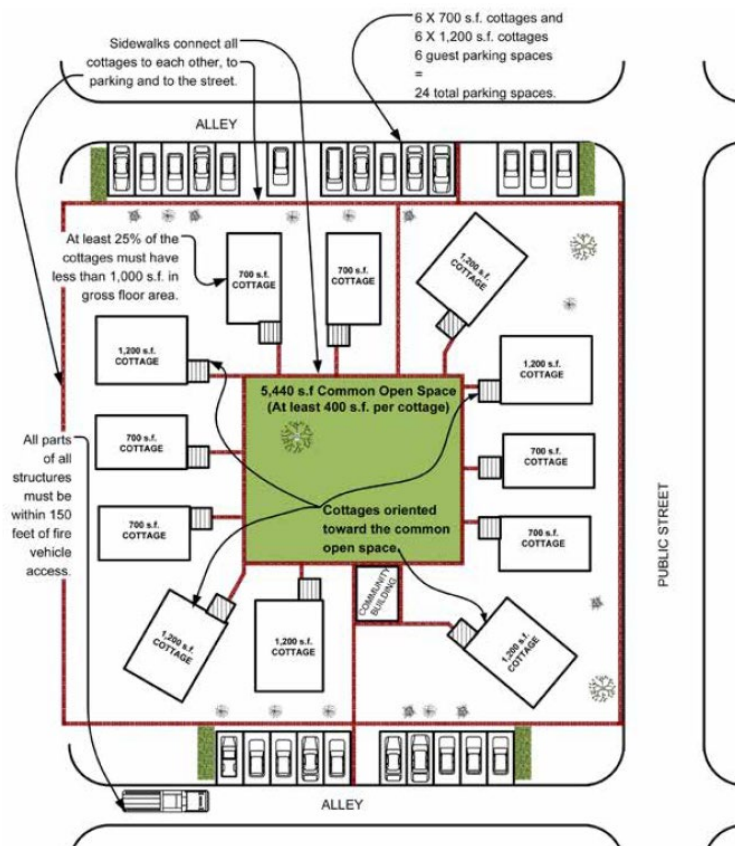 6 X 700 s.f. cottages and
6 X 1,200 s.f. cottages
6 guest parking spaces
=
24 total parking spaces.
Sidewalks connect all
cottages to each other, to
parking and to the street.
ALLEY
At least 25% of the
cottages must have
less than 1,000 s.f. in
gross floor area.
700 s.f.
COTTAGE
700 s.f.
COTTAGE
1,200 s.f.
COTTAGE
1,200 s.f.
COTTAGE
1,200 s.f.
COTTAGE
5,440 s.f Common Open Space
(At least 400 s.f. per cottage)
700 s.f.
COTTAGE
700 s.f.
COTTAGE
All parts
of all
structures
must be
within 150
feet of fire
vehicle
access.
Cottages oriented
toward the common
open space
700 s.f.
COTTAGE
700 s.f.
COTTAGE
PUBLIC STREET
COMMUNITY
BUILDING
1,200 s.f.
COTTAGE
1,200 s.f.
COTTAGE
1,200 s.f.
COTTAGE
ALLEY